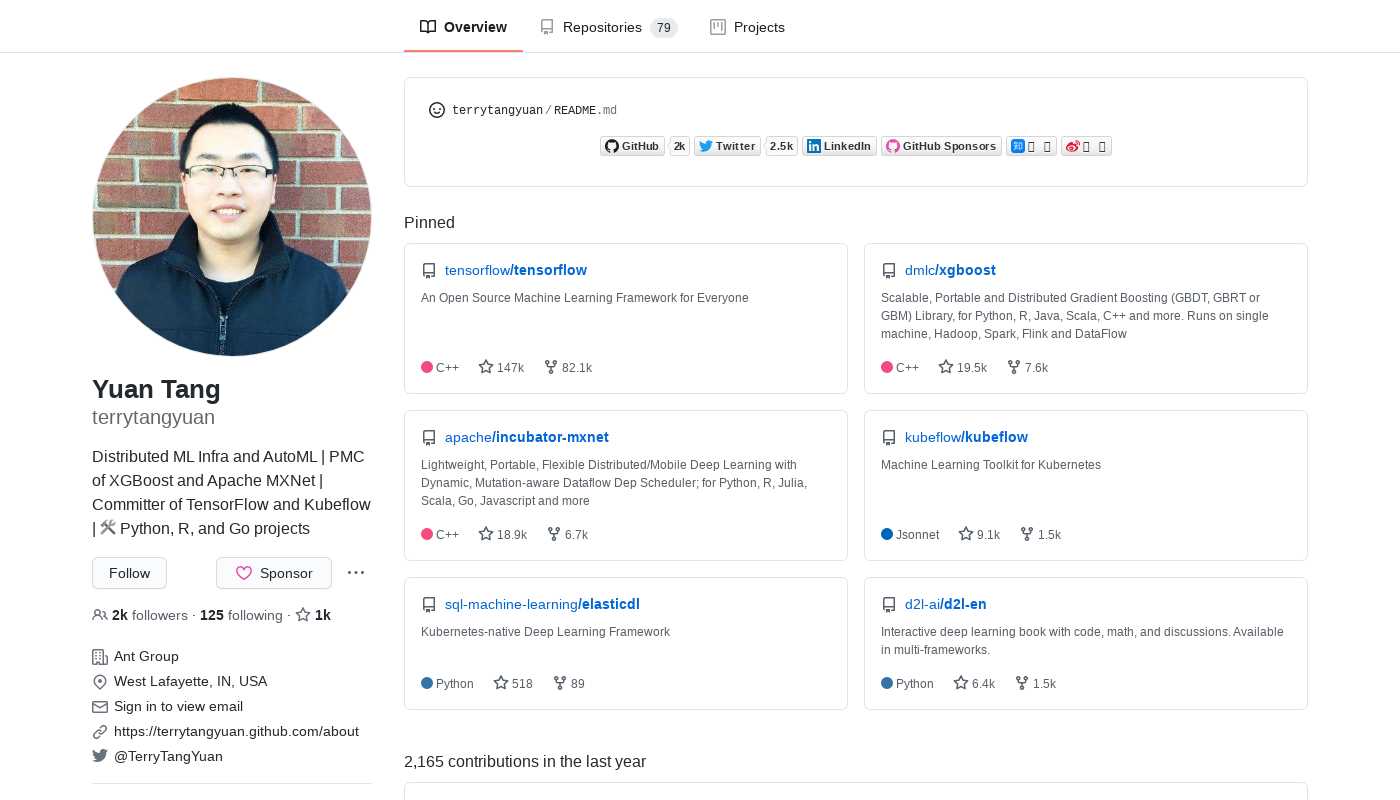 Overview
Repositories 79
Projects
Yuan Tang
terrytangyuan
Distributed ML Infra and AutoML | PMC
of XGBoost and Apache MXNet |
Committer of TensorFlow and Kubeflow
| 🛠 Python, R, and Go projects
Follow
Sponsor
2k followers · 125 following · 1k
Ant Group
West Lafayette, IN, USA
Sign in to view email
https://terrytangyuan.github.com/about
@TerryTangYuan
terrytangyuan/README.md
GitHub 2k Twitter 2.5k LinkedIn GitHub Sponsors
Pinned
tensorflow/tensorflow
An Open Source Machine Learning Framework for Everyone
C++ 147k 82.1k
dmlc/xgboost
Scalable, Portable and Distributed Gradient Boosting (GBDT, GBRT or
GBM) Library, for Python, R, Java, Scala, C++ and more. Runs on single
machine, Hadoop, Spark, Flink and DataFlow
C++ 19.5k 7.6k
apache/incubator-mxnet
Lightweight, Portable, Flexible Distributed/Mobile Deep Learning with
Dynamic, Mutation-aware Dataflow Dep Scheduler; for Python, R, Julia,
Scala, Go, Javascript and more
C++ 18.9k 6.7k
kubeflow/kubeflow
Machine Learning Toolkit for Kubernetes
Jsonnet 9.1k 1.5k
sql-machine-learning/elasticdl
Kubernetes-native Deep Learning Framework
Python 518 89
d2l-ai/d2l-en
Interactive deep learning book with code, math, and discussions. Available
in multi-frameworks.
Python 6.4k 1.5k
2,165 contributions in the last year